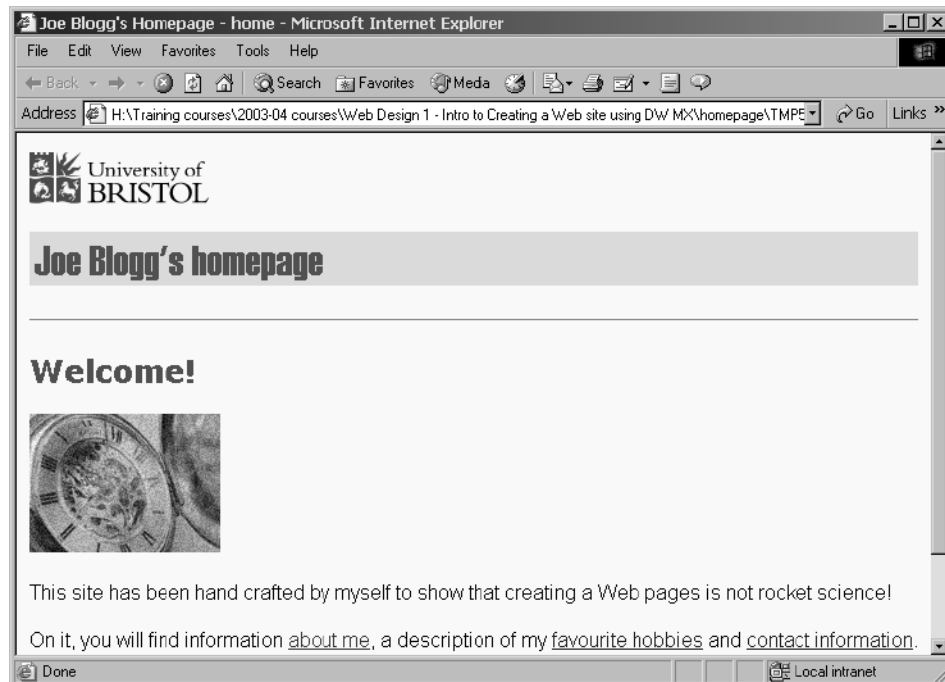 Joe Blogg's Homepage - home - Microsoft Internet Explorer
File Edit View Favorites Tools Help
Back Search Favorites Meda
Address H:\Training courses\2003-04 courses\Web Design 1 - Intro to Creating a Web site using DW MX\homepage\TMP5 Go Links »
University of
BRISTOL
Joe Blogg's homepage
Welcome!
This site has been hand crafted by myself to show that creating a Web pages is not rocket science!
On it, you will find information about me, a description of my favourite hobbies and contact information.
Done Local intranet